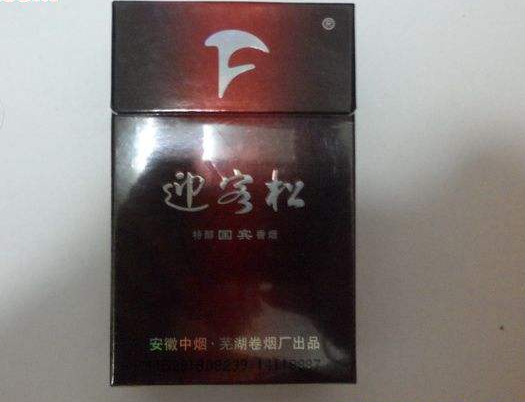 ®
迎客松
特醇 国宾 香烟
安徽中烟·芜湖卷烟厂出品